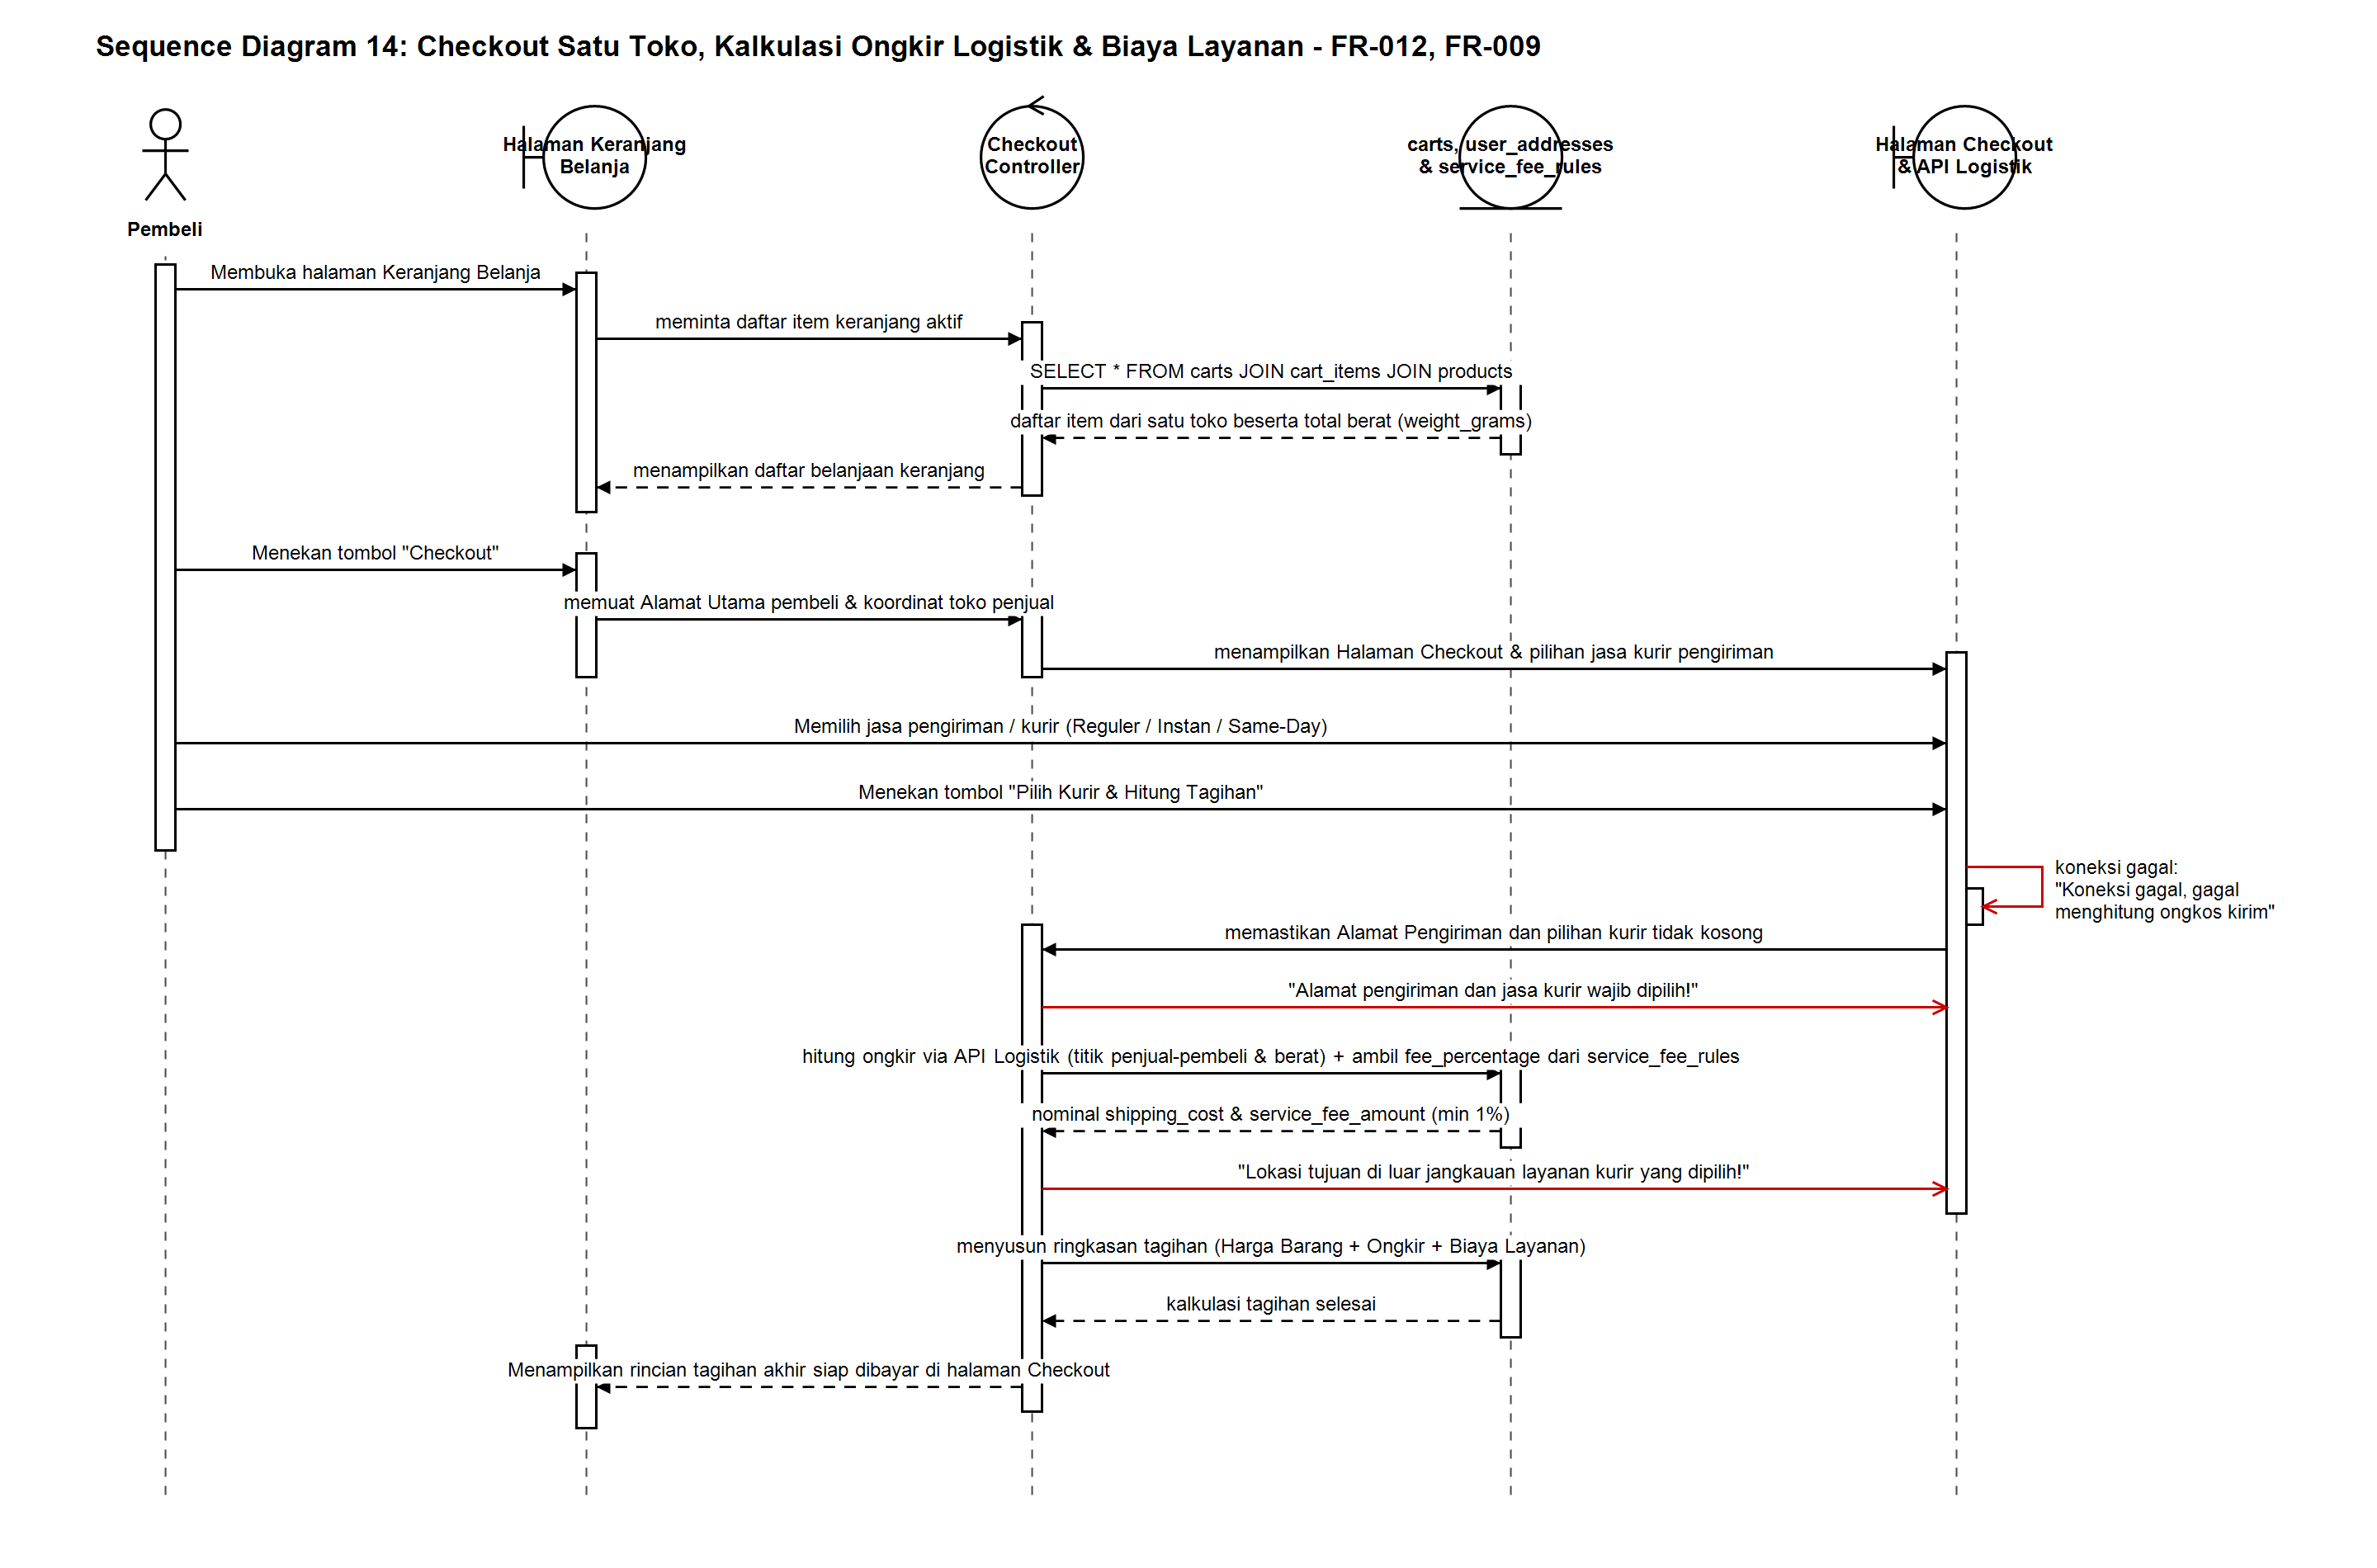 Sequence Diagram 14: Checkout Satu Toko, Kalkulasi Ongkir Logistik & Biaya Layanan - FR-012, FR-009
Pembeli
Halaman Keranjang
Belanja
Checkout
Controller
carts, user_addresses
& service_fee_rules
Halaman Checkout
& API Logistik
Membuka halaman Keranjang Belanja
meminta daftar item keranjang aktif
SELECT * FROM carts JOIN cart_items JOIN products
daftar item dari satu toko beserta total berat (weight_grams)
menampilkan daftar belanjaan keranjang
Menekan tombol "Checkout"
memuat Alamat Utama pembeli & koordinat toko penjual
menampilkan Halaman Checkout & pilihan jasa kurir pengiriman
Memilih jasa pengiriman / kurir (Reguler / Instan / Same-Day)
Menekan tombol "Pilih Kurir & Hitung Tagihan"
koneksi gagal:
"Koneksi gagal, gagal
menghitung ongkos kirim"
memastikan Alamat Pengiriman dan pilihan kurir tidak kosong
"Alamat pengiriman dan jasa kurir wajib dipilih!"
hitung ongkir via API Logistik (titik penjual-pembeli & berat) + ambil fee_percentage dari service_fee_rules
nominal shipping_cost & service_fee_amount (min 1%)
"Lokasi tujuan di luar jangkauan layanan kurir yang dipilih!"
menyusun ringkasan tagihan (Harga Barang + Ongkir + Biaya Layanan)
kalkulasi tagihan selesai
Menampilkan rincian tagihan akhir siap dibayar di halaman Checkout